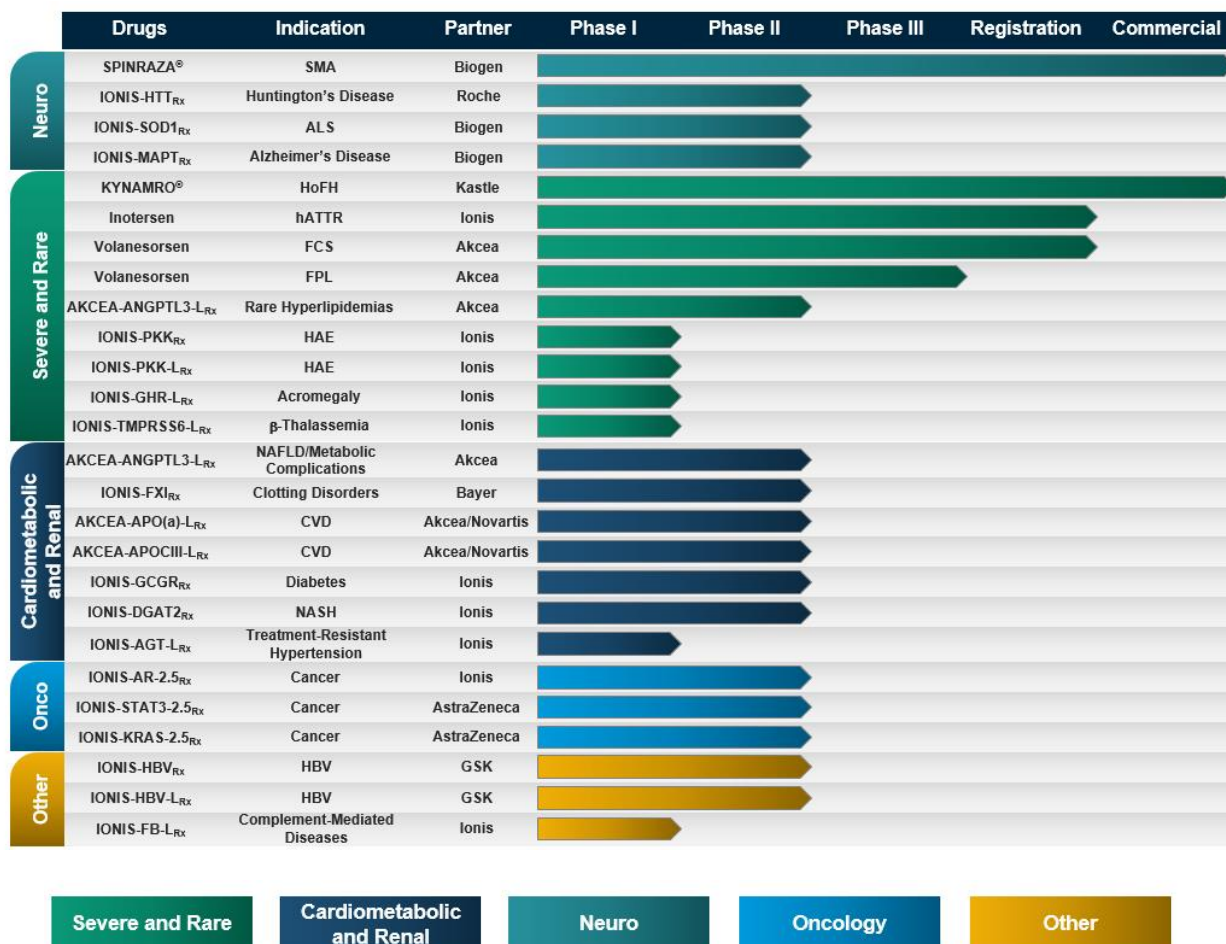 Drugs Indication Partner Phase I Phase II Phase III Registration Commercial
Neuro
SPINRAZA® SMA Biogen
IONIS-HTTRx Huntington's Disease Roche
IONIS-SOD1Rx ALS Biogen
IONIS-MAPTRx Alzheimer's Disease Biogen
Severe and Rare
KYNAMRO® HoFH Kastle
Inotersen hATTR Ionis
Volanesorsen FCS Akcea
Volanesorsen FPL Akcea
AKCEA-ANGPTL3-LRx Rare Hyperlipidemias Akcea
IONIS-PKKRx HAE Ionis
IONIS-PKK-LRx HAE Ionis
IONIS-GHR-LRx Acromegaly Ionis
IONIS-TMPRSS6-LRx β-Thalassemia Ionis
Cardiometabolic
and Renal
AKCEA-ANGPTL3-LRx NAFLD/Metabolic
Complications Akcea
IONIS-FXIRx Clotting Disorders Bayer
AKCEA-APO(a)-LRx CVD Akcea/Novartis
AKCEA-APOCIII-LRx CVD Akcea/Novartis
IONIS-GCGRRx Diabetes Ionis
IONIS-DGAT2Rx NASH Ionis
IONIS-AGT-LRx Treatment-Resistant
Hypertension Ionis
Onco
IONIS-AR-2.5Rx Cancer Ionis
IONIS-STAT3-2.5Rx Cancer AstraZeneca
IONIS-KRAS-2.5Rx Cancer AstraZeneca
Other
IONIS-HBVRx HBV GSK
IONIS-HBV-LRx HBV GSK
IONIS-FB-LRx Complement-Mediated
Diseases Ionis
Severe and Rare
Cardiometabolic
and Renal
Neuro
Oncology
Other